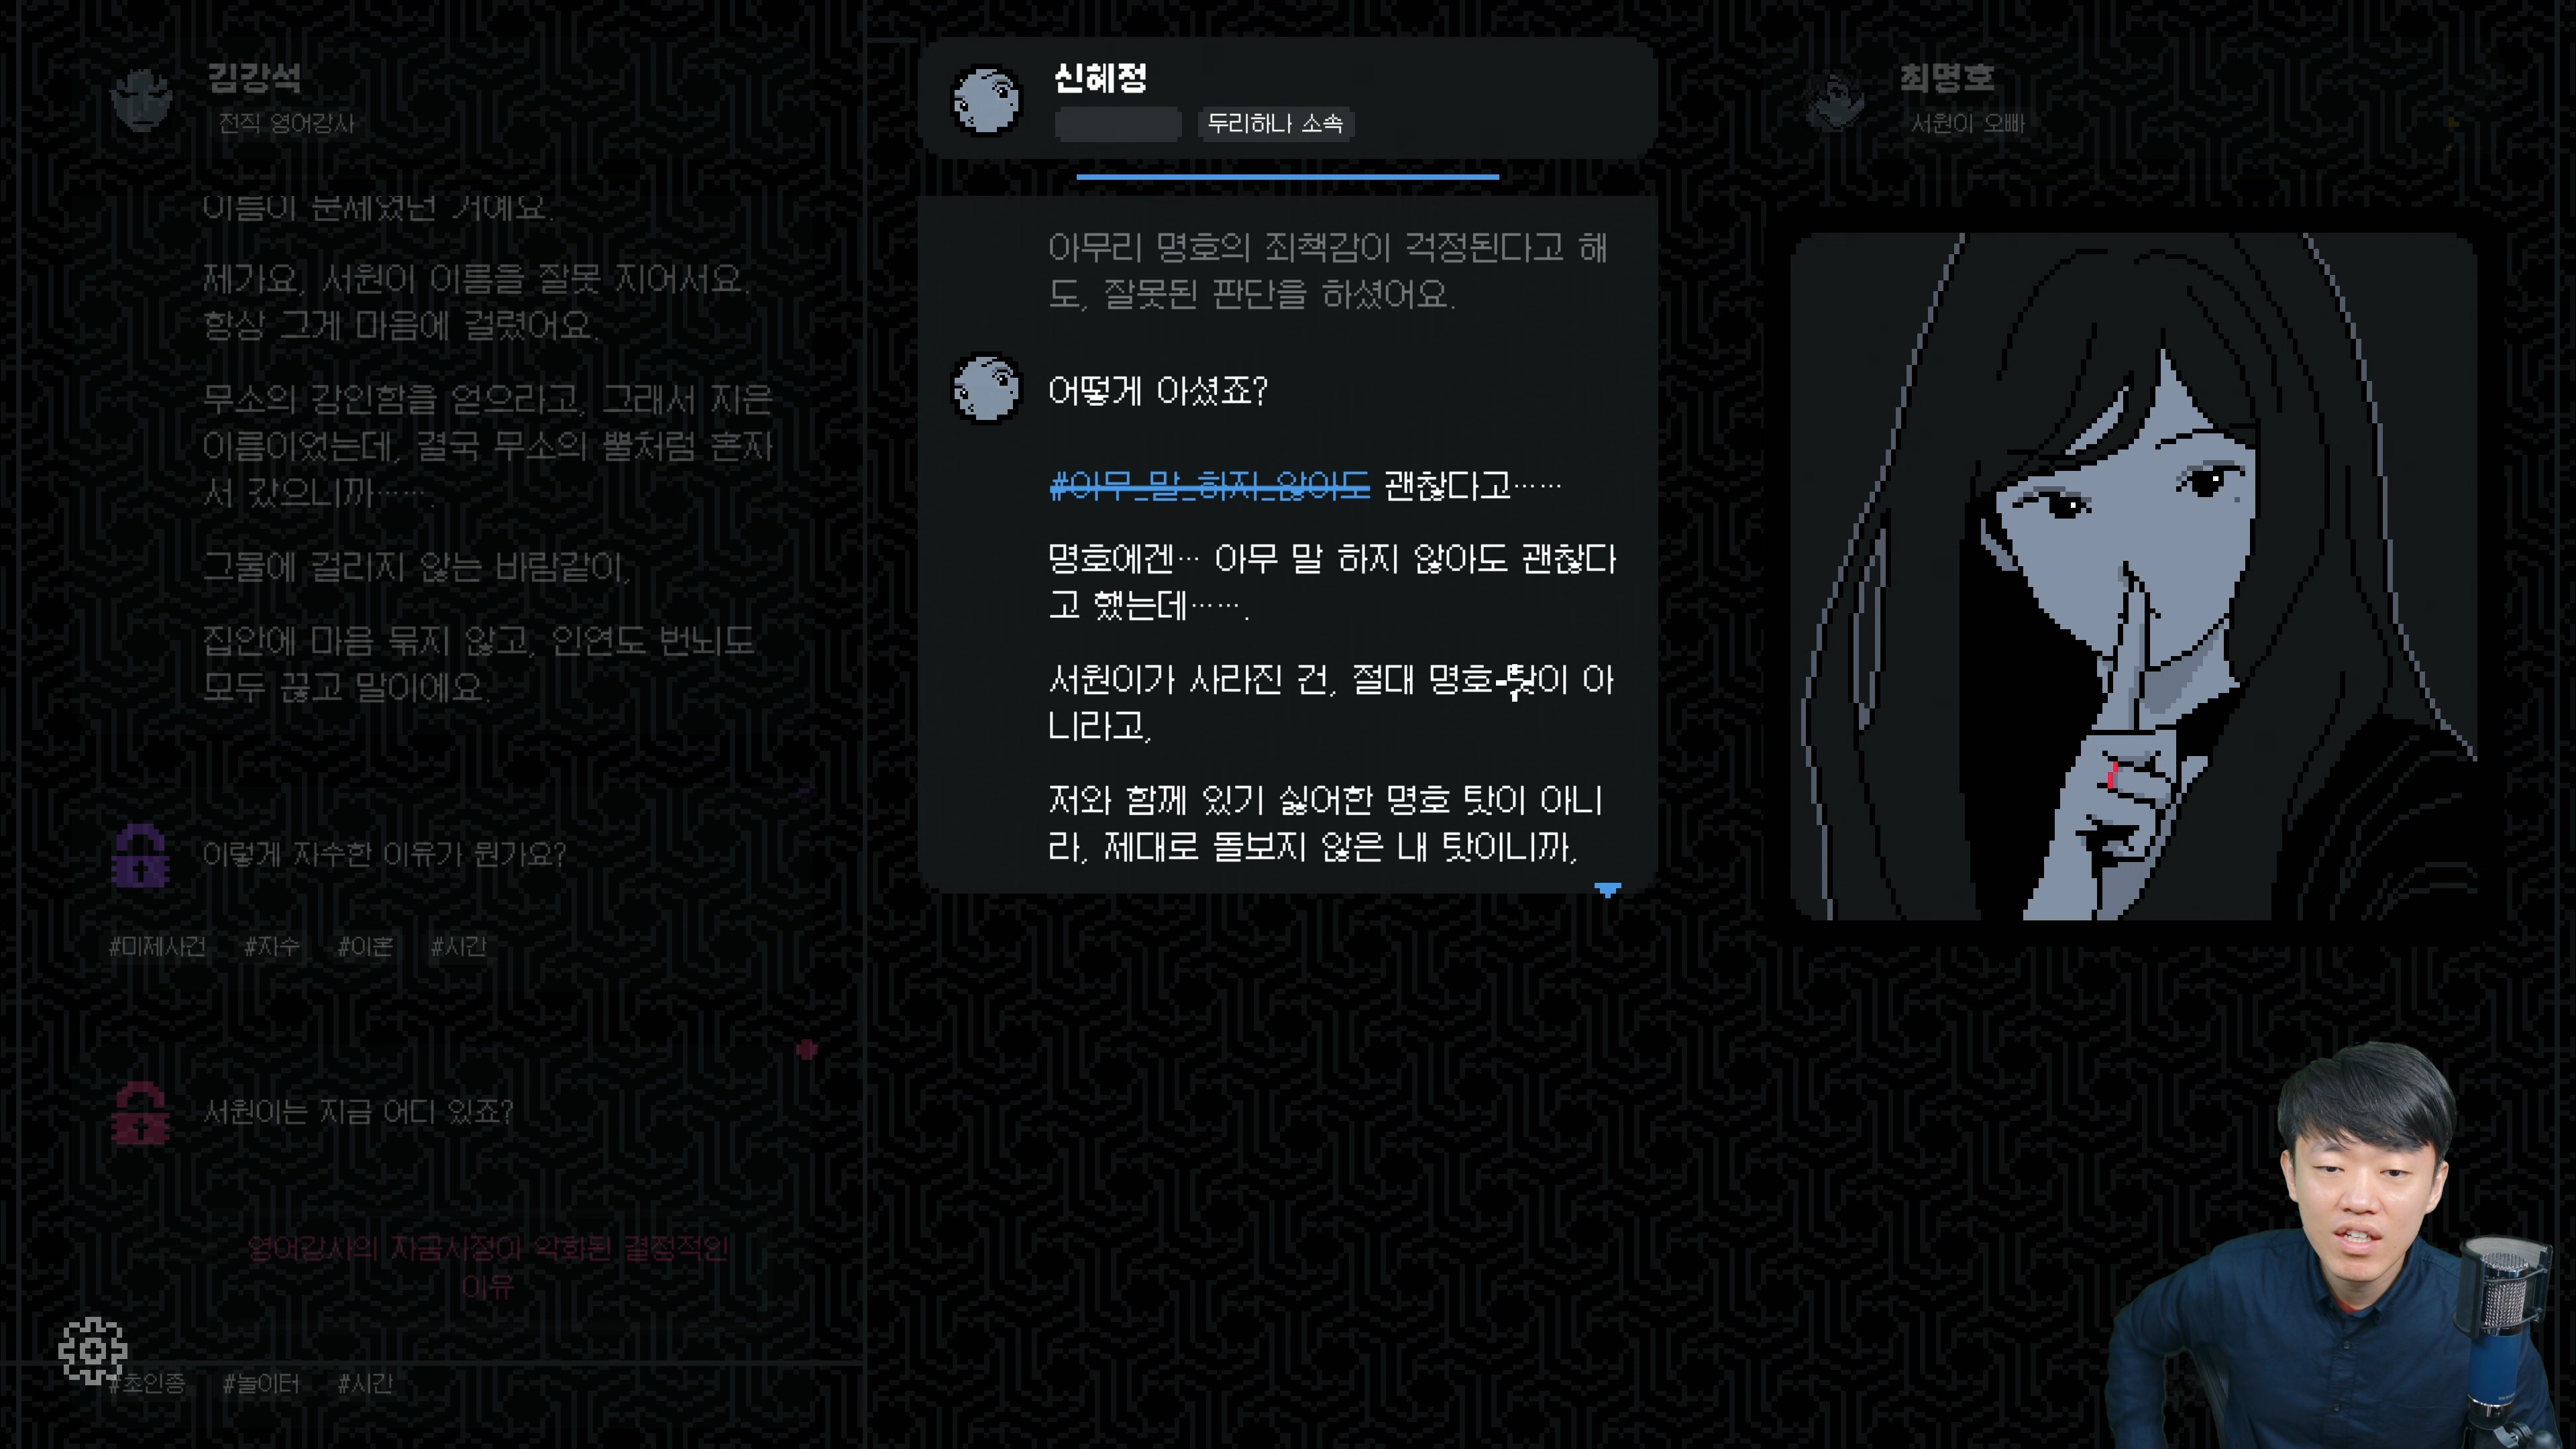 김강석
전직 영어강사
이들이 문제였던 거예요.
제가요, 서원이 이름을 잘못 지어서요.
항상 그게 마음에 걸렸어요.
무소의 강인함을 얻으라고, 그래서 지은
이름이었는데, 결국 무소의 뿔처럼 혼자
서 갔으니까…….
그물에 걸리지 않는 바람같이,
집안에 마음 묶지 않고, 인연도 번뇌도
모두 끊고 말이에요.
이렇게 자수한 이유가 뭔가요?
#미제사건 #자수 #이혼 #시간
서원이는 지금 어디 있죠?
영어강사의 자금사정이 악화된 결정적인
이유
#초인종 #놀이터 #시간
신혜정
두리하나 소속
아무리 명호의 죄책감이 걱정된다고 해
도, 잘못된 판단을 하셨어요.
어떻게 아셨죠?
#아무_말_하지_않아도 괜찮다고……
명호에겐… 아무 말 하지 않아도 괜찮다
고 했는데…….
서원이가 사라진 건, 절대 명호 탓이 아
니라고,
저와 함께 있기 싫어한 명호 탓이 아니
라, 제대로 돌보지 않은 내 탓이니까,
최명호
서원이 오빠